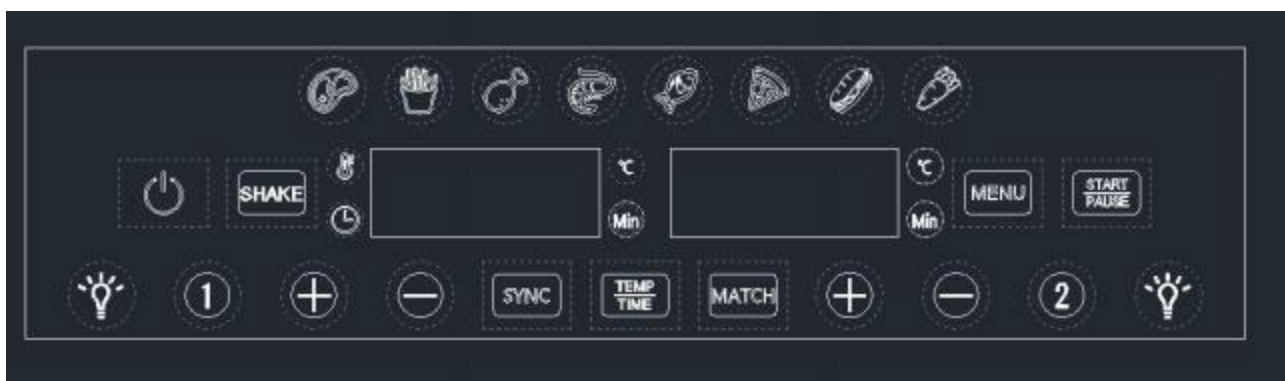 ℃ ℃
SHAKE MENU START
PAUSE
Min Min
1 SYNC TEMP
TIME MATCH 2